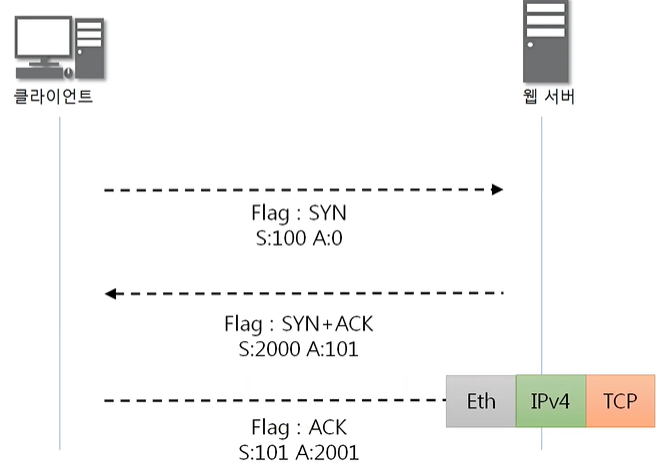 클라이언트
웹 서버
Flag : SYN
S:100 A:0
Flag : SYN+ACK
S:2000 A:101
Eth IPv4 TCP
Flag : ACK
S:101 A:2001